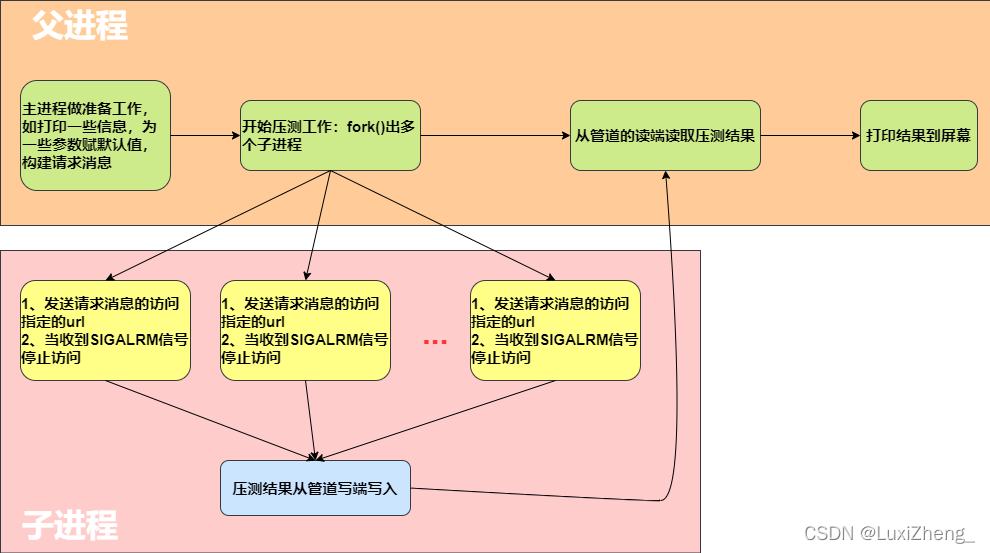 父进程
主进程做准备工作，
如打印一些信息，为
一些参数赋默认值，
构建请求消息
开始压测工作：fork()出多
个子进程
从管道的读端读取压测结果
打印结果到屏幕
1、发送请求消息的访问
指定的url
2、当收到SIGALRM信号
停止访问
1、发送请求消息的访问
指定的url
2、当收到SIGALRM信号
停止访问
...
1、发送请求消息的访问
指定的url
2、当收到SIGALRM信号
停止访问
压测结果从管道写端写入
子进程
CSDN @LuxiZheng_